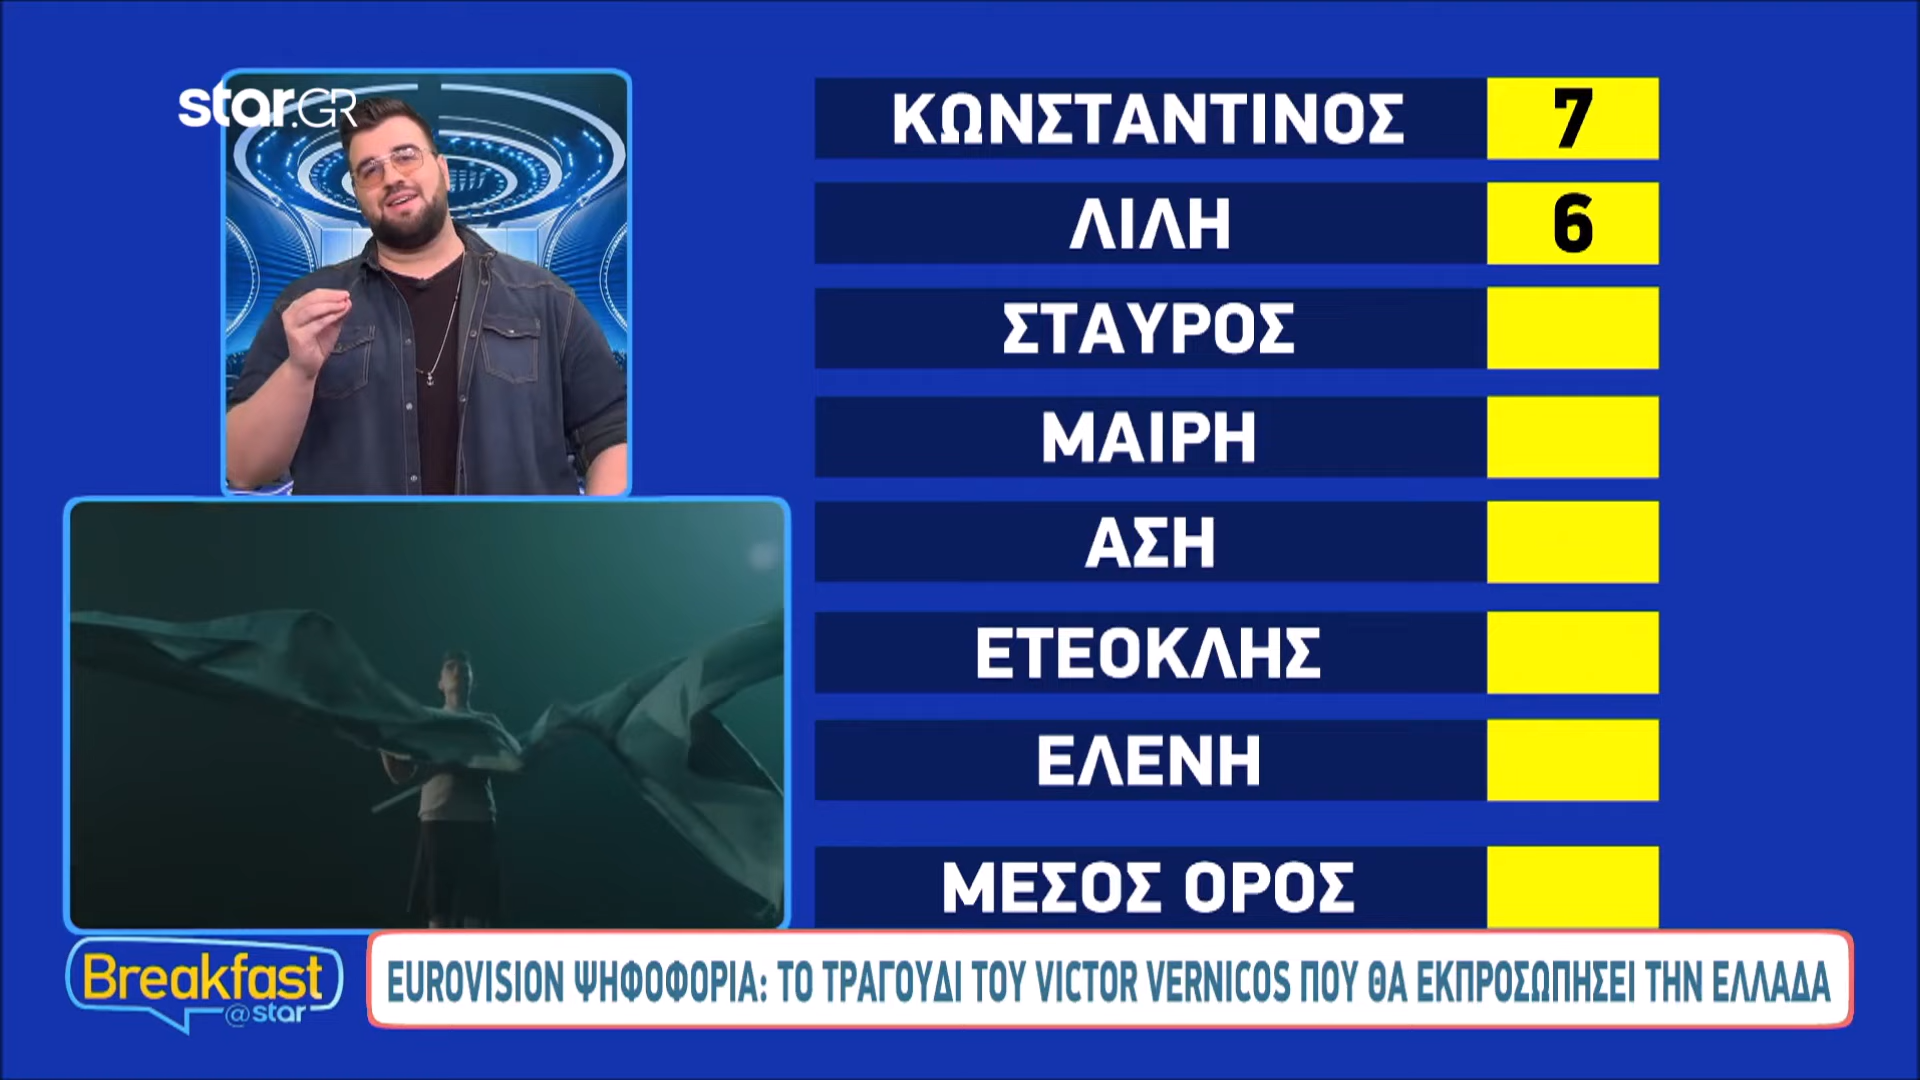 star.GR
ΚΩΝΣΤΑΝΤΙΝΟΣ 7
ΛΙΛΗ 6
ΣΤΑΥΡΟΣ
ΜΑΙΡΗ
ΑΣΗ
ΕΤΕΟΚΛΗΣ
ΕΛΕΝΗ
ΜΕΣΟΣ ΟΡΟΣ
Breakfast
@star
EUROVISION ΨΗΦΟΦΟΡΙΑ: ΤΟ ΤΡΑΓΟΥΔΙ ΤΟΥ VICTOR VERNICOS ΠΟΥ ΘΑ ΕΚΠΡΟΣΩΠΗΣΕΙ ΤΗΝ ΕΛΛΑΔΑ